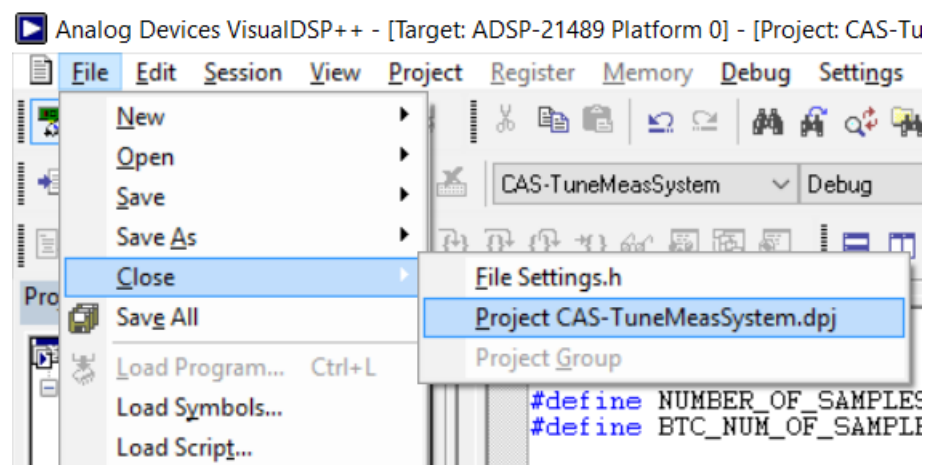 Analog Devices VisualDSP++ - [Target: ADSP-21489 Platform 0] - [Project: CAS-Tu
File Edit Session View Project Register Memory Debug Settings
New
Open
CAS-TuneMeasSystem Debug
Save
Save As
Close
File Settings.h
Pro
Save All
Project CAS-TuneMeasSystem.dpj
Load Program... Ctrl+L
Project Group
Load Symbols...
#define NUMBER_OF_SAMPLES
#define BTC_NUM_OF_SAMPLE
Load Script...